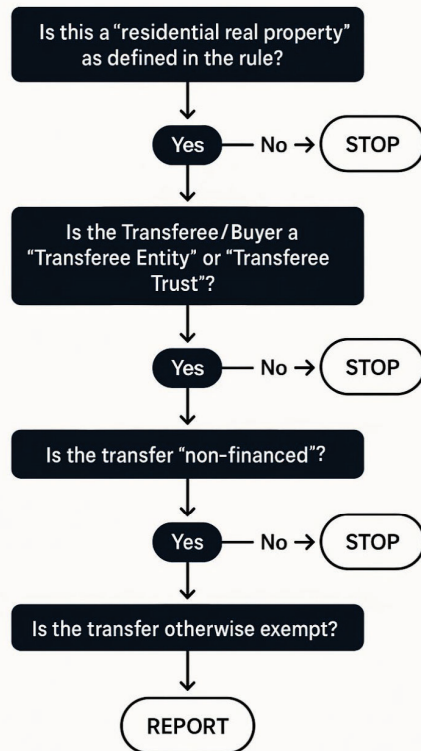 Is this a “residential real property”
as defined in the rule?
Yes No STOP
Is the Transferee/Buyer a
“Transferee Entity” or “Transferee
Trust”?
Yes No STOP
Is the transfer “non-financed”?
Yes No STOP
Is the transfer otherwise exempt?
REPORT